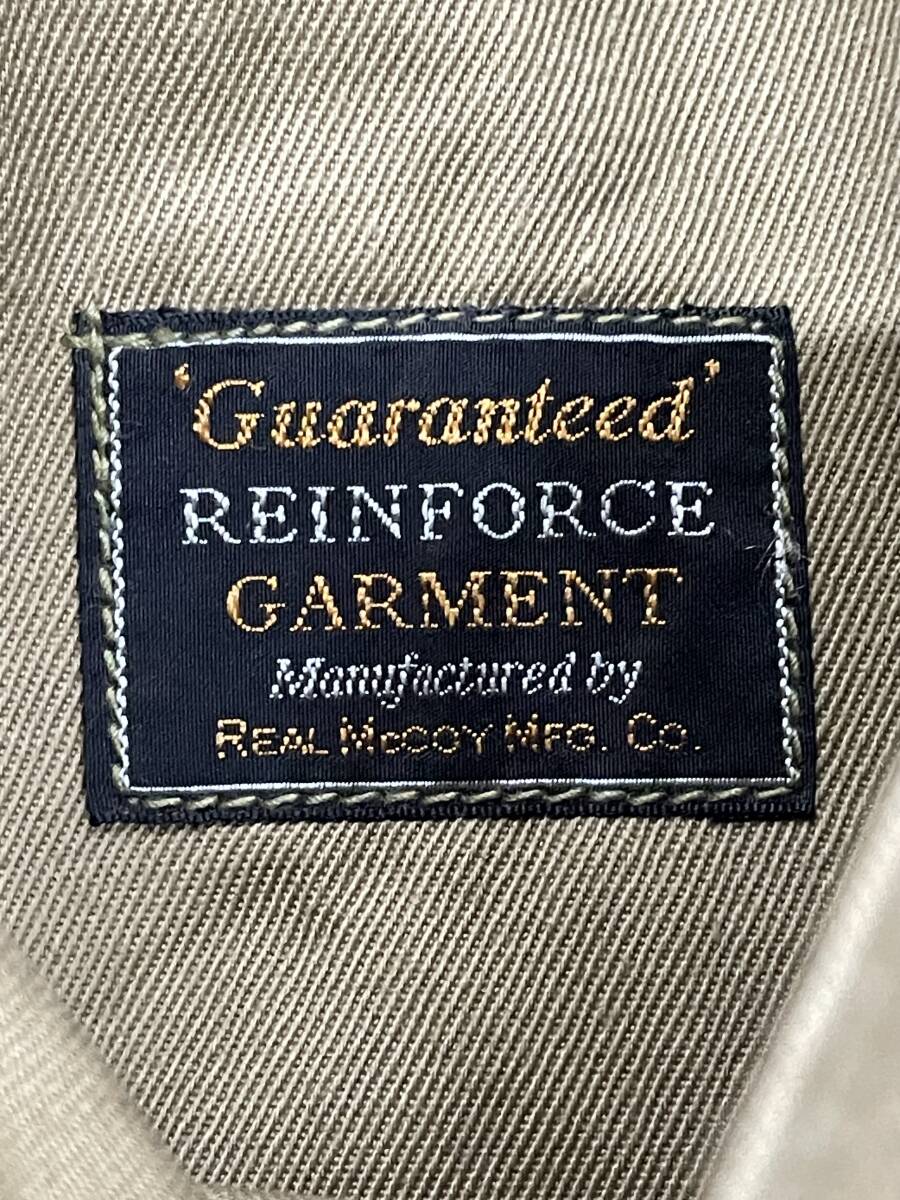 'Guaranteed'
REINFORCE
GARMENT
Manufactured by
REAL McCOY MFG. CO.